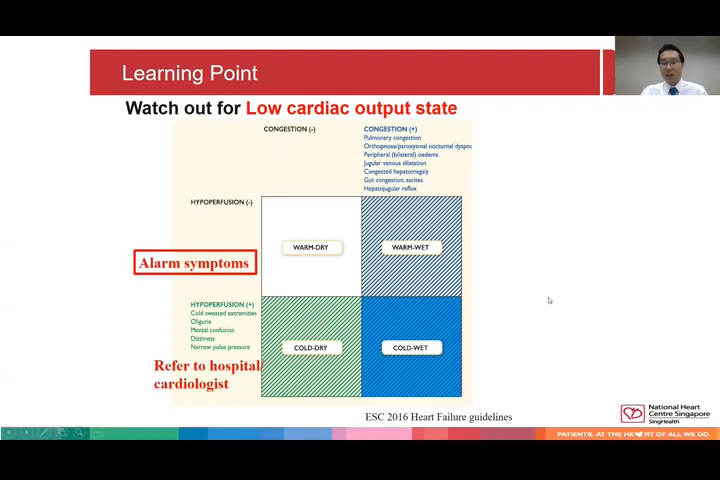 Learning Point
Watch out for Low cardiac output state
CONGESTION (-)
CONGESTION (+)
Pulmonary congestion
Orthopnoea/paroxysmal nocturnal dyspno
Peripheral (bilateral) oedema
Jugular venous dilatation
Congested hepatomegaly
Gut congestion, ascites
Hepatojugular reflux
HYPOPERFUSION (-)
WARM-DRY
WARM-WET
Alarm symptoms
HYPOPERFUSION (+)
Cold sweated extremities
Oliguria
Mental confusion
Dizziness
Narrow pulse pressure
COLD-DRY
COLD-WET
Refer to hospital/
cardiologist
ESC 2016 Heart Failure guidelines
National Heart
Centre Singapore
SingHealth
PATIENTS. AT THE HE RT OF ALL WE DO.